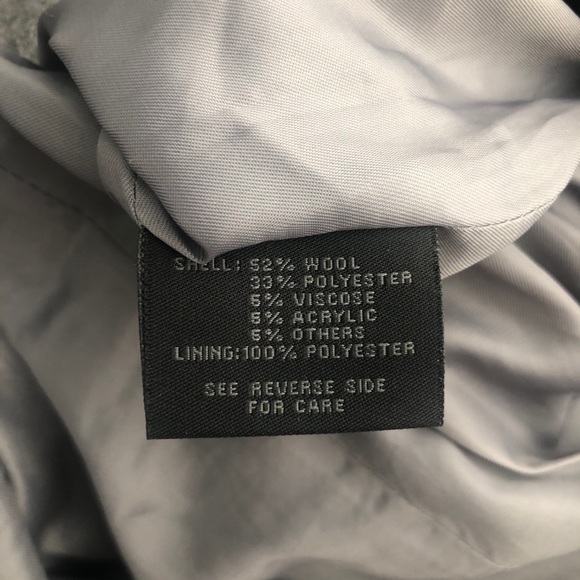 SHELL: 52% WOOL
33% POLYESTER
5% VISCOSE
5% ACRYLIC
5% OTHERS
LINING:100% POLYESTER
SEE REVERSE SIDE
FOR CARE